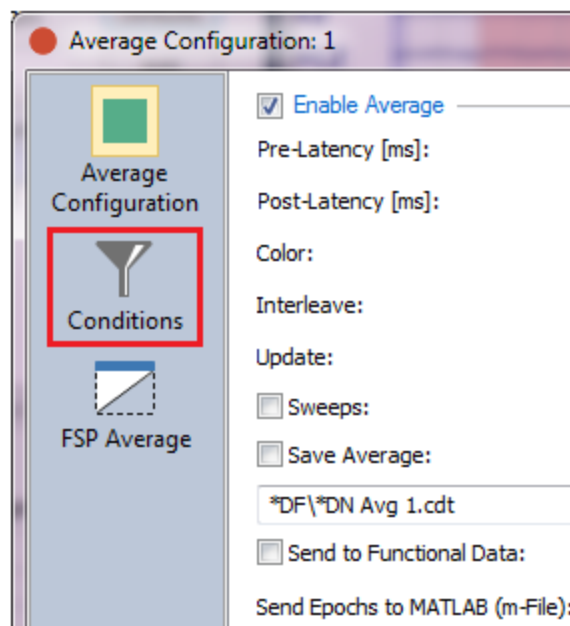 Average Configuration: 1
Average
Configuration
Conditions
FSP Average
Enable Average
Pre-Latency [ms]:
Post-Latency [ms]:
Color:
Interleave:
Update:
Sweeps:
Save Average:
*DF\*DN Avg 1.cdt
Send to Functional Data:
Send Epochs to MATLAB (m-File):